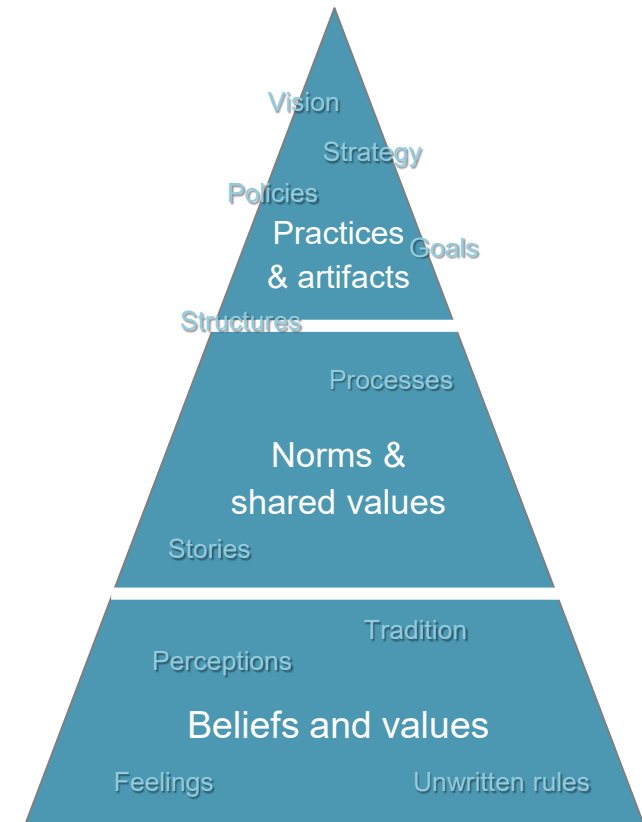 Vision
Strategy
Policies
Practices
& artifacts
Goals
Structures
Processes
Norms &
shared values
Stories
Tradition
Perceptions
Beliefs and values
Feelings
Unwritten rules